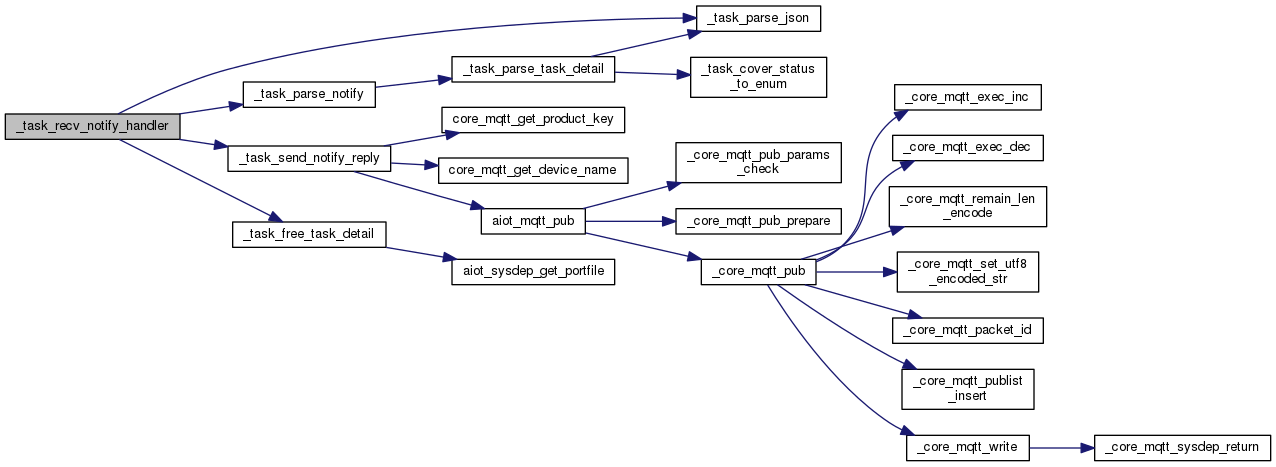 _task_recv_notify_handler
_task_parse_json
_task_parse_notify
_task_parse_task_detail
_task_cover_status
_to_enum
_task_send_notify_reply
core_mqtt_get_product_key
core_mqtt_get_device_name
aiot_mqtt_pub
_core_mqtt_pub_params
_check
_core_mqtt_pub_prepare
_core_mqtt_pub
_core_mqtt_exec_inc
_core_mqtt_exec_dec
_core_mqtt_remain_len
_encode
_core_mqtt_set_utf8
_encoded_str
_core_mqtt_packet_id
_core_mqtt_publist
_insert
_core_mqtt_write
_core_mqtt_sysdep_return
_task_free_task_detail
aiot_sysdep_get_portfile